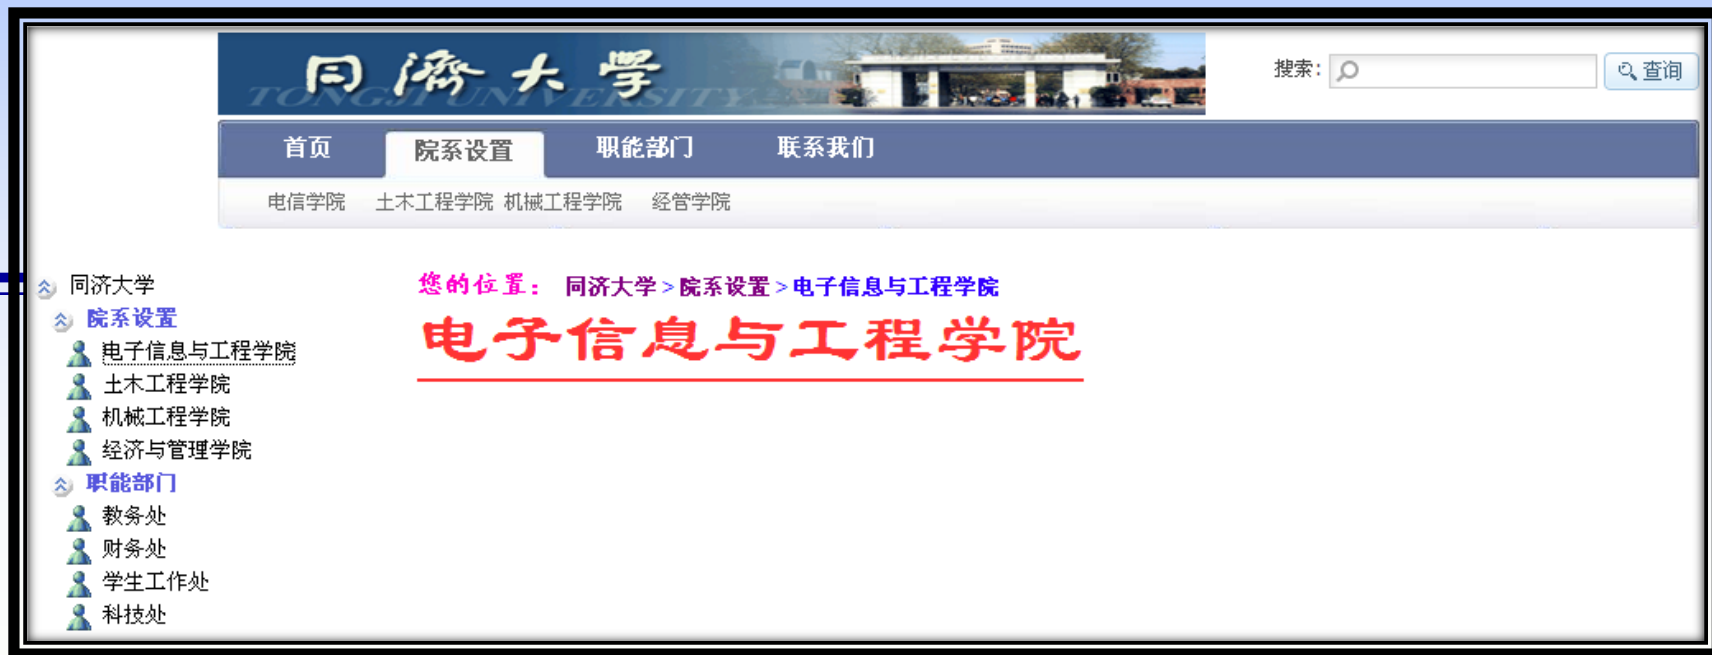 同濟大学
TONGJI UNIVERSITY
搜索：
查询
首页 院系设置 职能部门 联系我们
电信学院 土木工程学院 机械工程学院 经管学院
同济大学
院系设置
电子信息与工程学院
土木工程学院
机械工程学院
经济与管理学院
职能部门
教务处
财务处
学生工作处
科技处
您的位置： 同济大学>院系设置>电子信息与工程学院
电子信息与工程学院